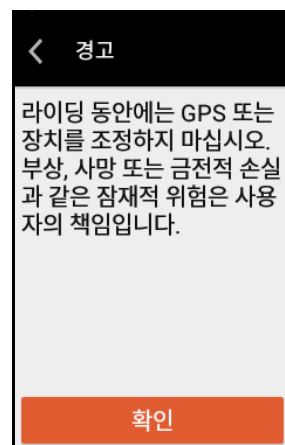 경고
라이딩 동안에는 GPS 또는
장치를 조정하지 마십시오.
부상, 사망 또는 금전적 손실
과 같은 잠재적 위험은 사용
자의 책임입니다.
확인